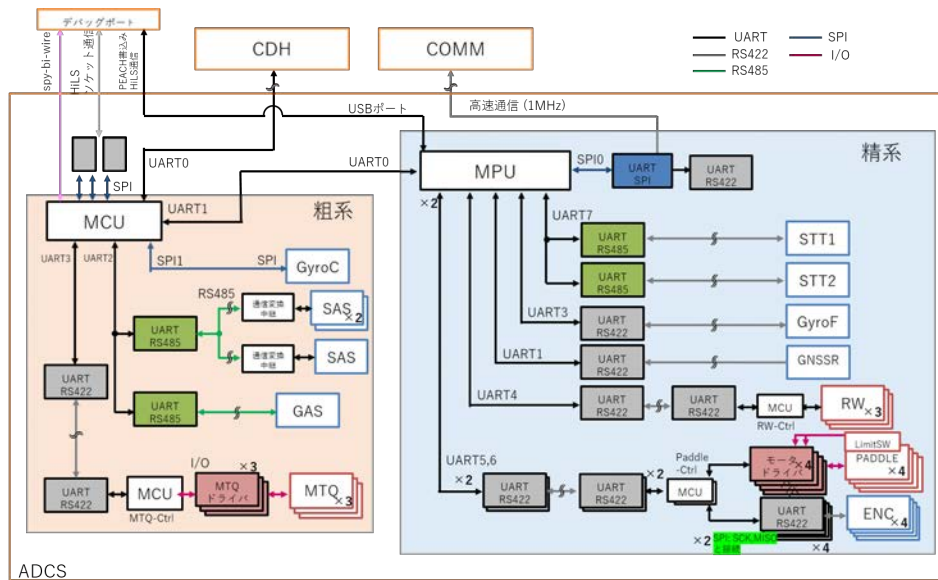 デバッグポート
spy-bi-wire
HiLS
ソケット通信
PEACH書込み
HiLS通信
CDH
COMM
UART
SPI
RS422
I/O
RS485
USBポート
高速通信 (1MHz)
SPI
UART0
UART0
UART1
粗系
MCU
UART3
UART2
SPI1
SPI
GyroC
RS485
通信変換
中継
SAS
×2
UART
RS485
通信変換
中継
SAS
UART
RS422
UART
RS485
GAS
I/O
UART
RS422
MCU
MTQ-Ctrl
MTQ
ドライバ
×3
MTQ
×3
精系
MPU
×2
SPI0
UART
SPI
UART
RS422
UART7
UART
RS485
STT1
UART
RS485
STT2
UART3
UART
RS422
GyroF
UART1
UART
RS422
GNSSR
UART4
UART
RS422
UART
RS422
MCU
RW-Ctrl
RW
×3
UART5,6
×2
UART
RS422
UART
RS422
×2
Paddle
-Ctrl
MCU
モータ
ドライバ
×4
LimitSW
PADDLE
×4
UART
RS422
×4
ENC
×4
×2
SPI: SCK,MISO
と接続
ADCS